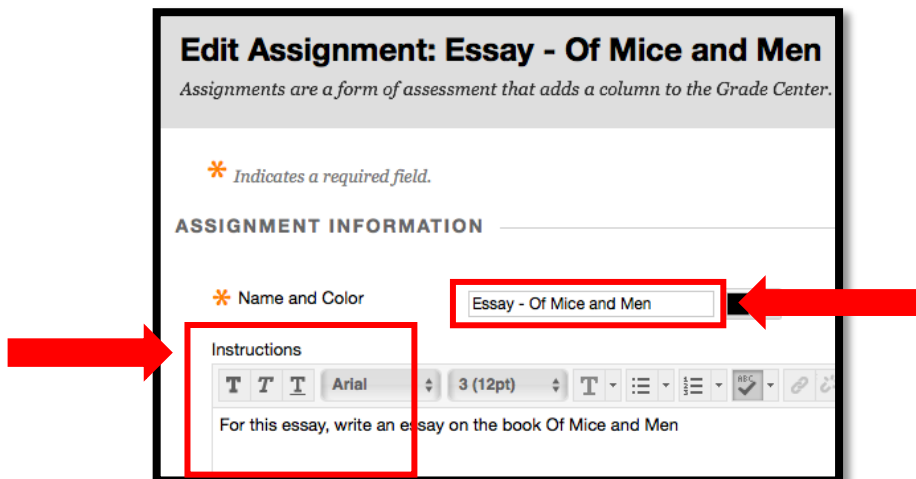 Edit Assignment: Essay - Of Mice and Men
Assignments are a form of assessment that adds a column to the Grade Center.
* Indicates a required field.
ASSIGNMENT INFORMATION
* Name and Color Essay - Of Mice and Men
Instructions
T T T Arial 3 (12pt) T ABC
For this essay, write an essay on the book Of Mice and Men